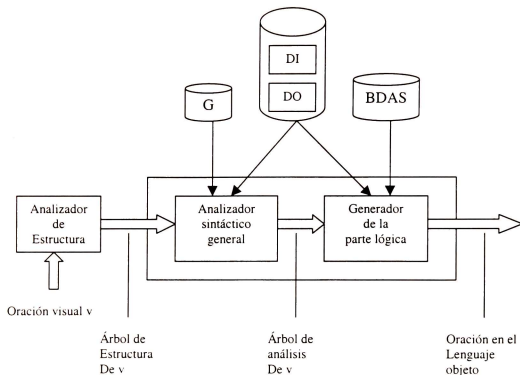 DI
DO
G
BDAS
Analizador
de
Estructura
Analizador
sintáctico
general
Generador
de la
parte lógica
Oración visual v
Árbol de
Estructura
De v
Árbol de
análisis
De v
Oración en el
Lenguaje
objeto